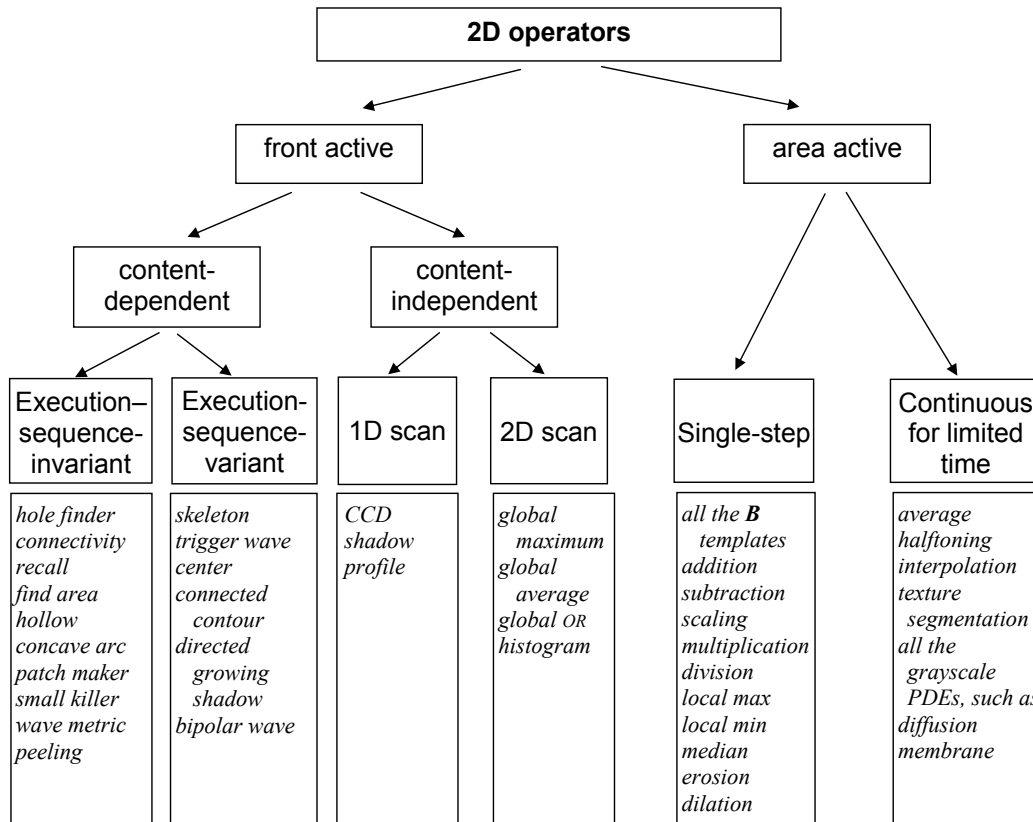 2D operators
front active
area active
content-
dependent
content-
independent
Execution–
sequence-
invariant
Execution-
sequence-
variant
1D scan
2D scan
Single-step
Continuous
for limited
time
hole finder
connectivity
recall
find area
hollow
concave arc
patch maker
small killer
wave metric
peeling
skeleton
trigger wave
center
connected
contour
directed
growing
shadow
bipolar wave
CCD
shadow
profile
global
maximum
global
average
global OR
histogram
all the B
templates
addition
subtraction
scaling
multiplication
division
local max
local min
median
erosion
dilation
average
halftoning
interpolation
texture
segmentation
all the
grayscale
PDEs, such as
diffusion
membrane